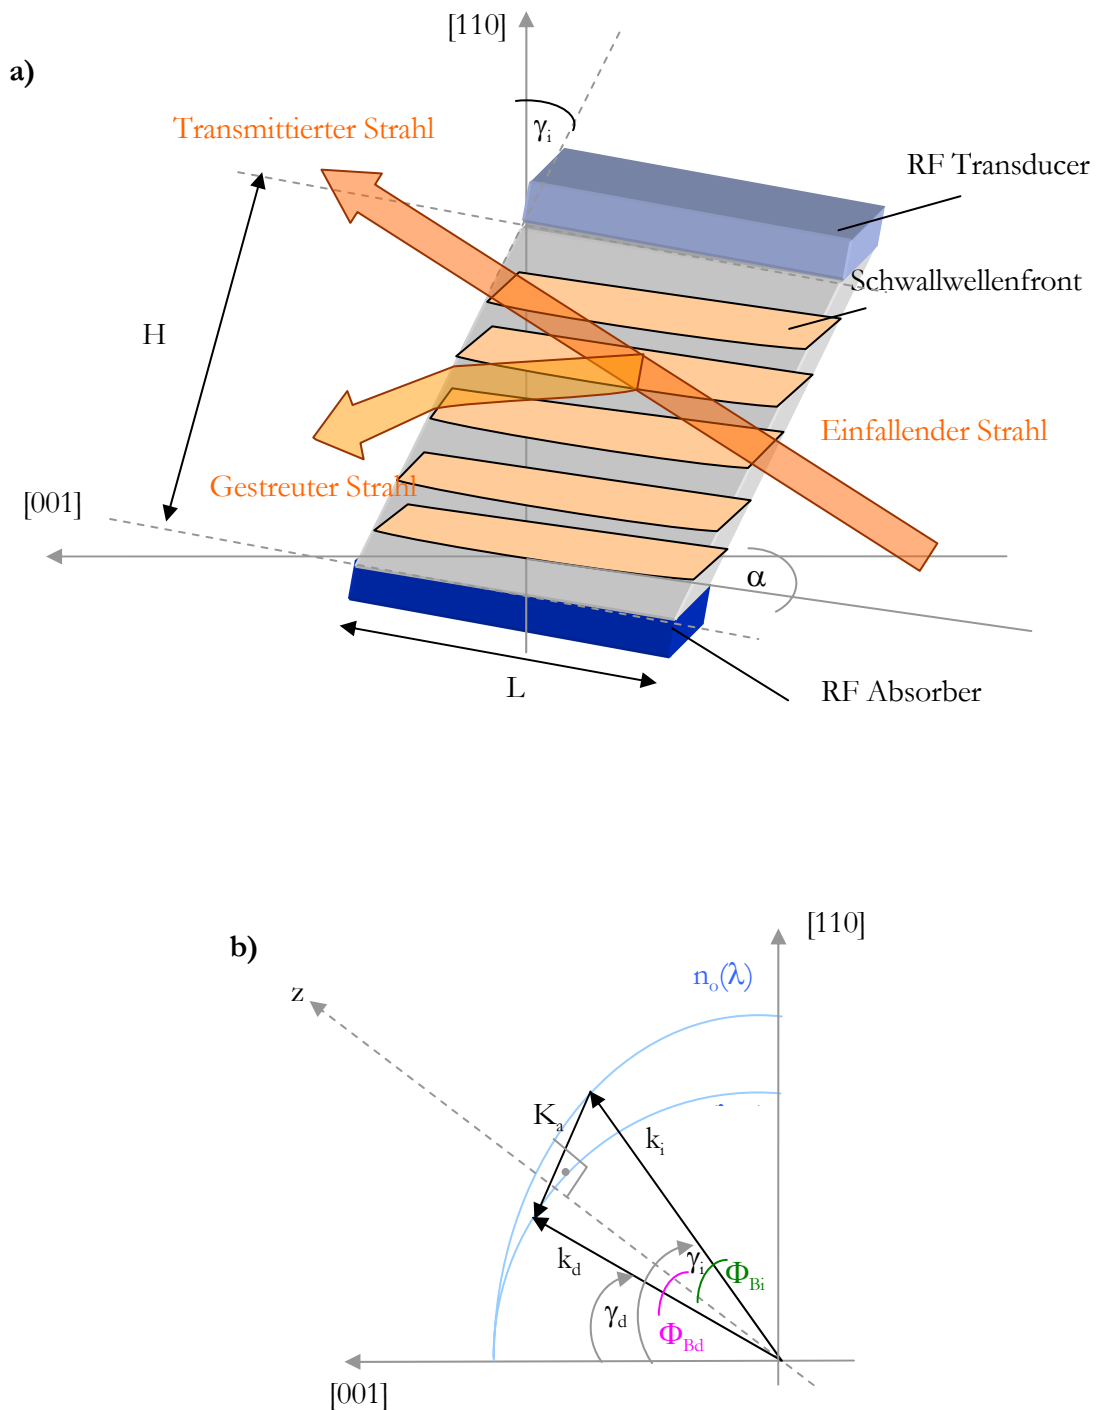 [110]
a)
γi
Transmittierter Strahl
RF Transducer
Schwallwellenfront
H
Einfallender Strahl
Gestreuter Strahl
[001]
α
L
RF Absorber
[110]
b)
no(λ)
z
Ka
ki
kd
γi
ΦBi
γd
ΦBd
[001]